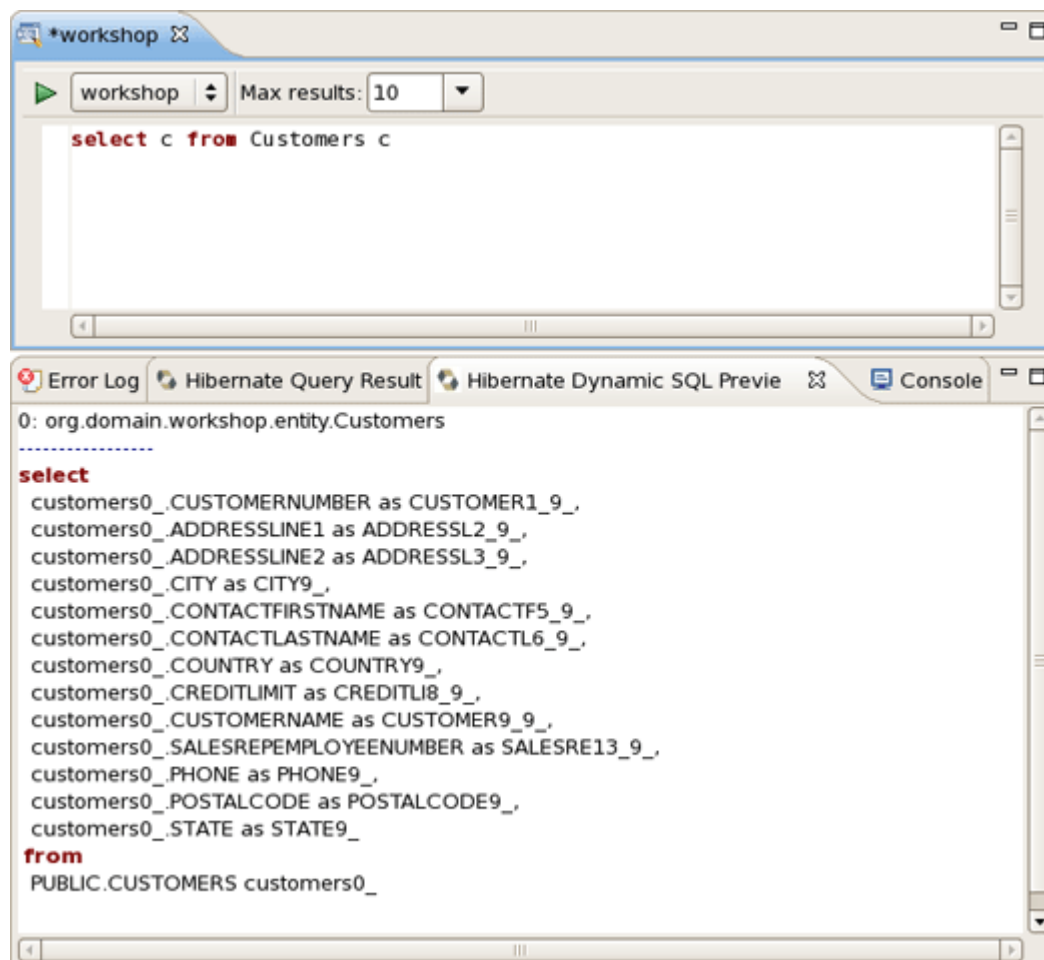 *workshop
workshop Max results: 10
select c from Customers c
Error Log Hibernate Query Result Hibernate Dynamic SQL Previe Console
0: org.domain.workshop.entity.Customers
-----------------
select
customers0_.CUSTOMERNUMBER as CUSTOMER1_9_,
customers0_.ADDRESSLINE1 as ADDRESSL2_9_,
customers0_.ADDRESSLINE2 as ADDRESSL3_9_,
customers0_.CITY as CITY9_,
customers0_.CONTACTFIRSTNAME as CONTACTF5_9_,
customers0_.CONTACTLASTNAME as CONTACTL6_9_,
customers0_.COUNTRY as COUNTRY9_,
customers0_.CREDITLIMIT as CREDITLI8_9_,
customers0_.CUSTOMERNAME as CUSTOMER9_9_,
customers0_.SALESREPEMPLOYEENUMBER as SALESRE13_9_,
customers0_.PHONE as PHONE9_,
customers0_.POSTALCODE as POSTALCODE9_,
customers0_.STATE as STATE9_
from
PUBLIC.CUSTOMERS customers0_